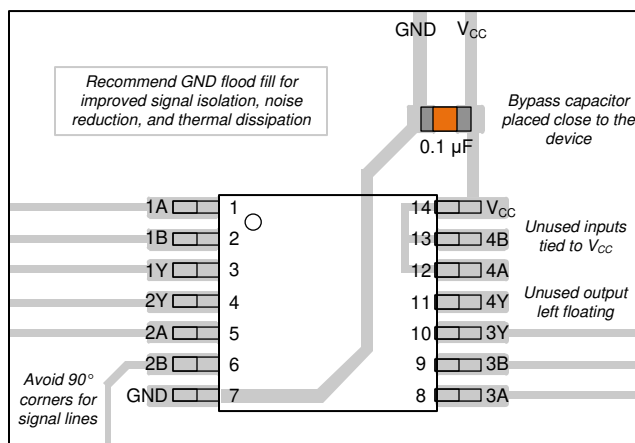 GND V_CC
Recommend GND flood fill for
improved signal isolation, noise
reduction, and thermal dissipation
Bypass capacitor
placed close to the
device
0.1 µF
1A 1 14 V_CC
1B 2 13 4B
1Y 3 12 4A
2Y 4 11 4Y
2A 5 10 3Y
2B 6 9 3B
GND 7 8 3A
Unused inputs
tied to V_CC
Unused output
left floating
Avoid 90°
corners for
signal lines